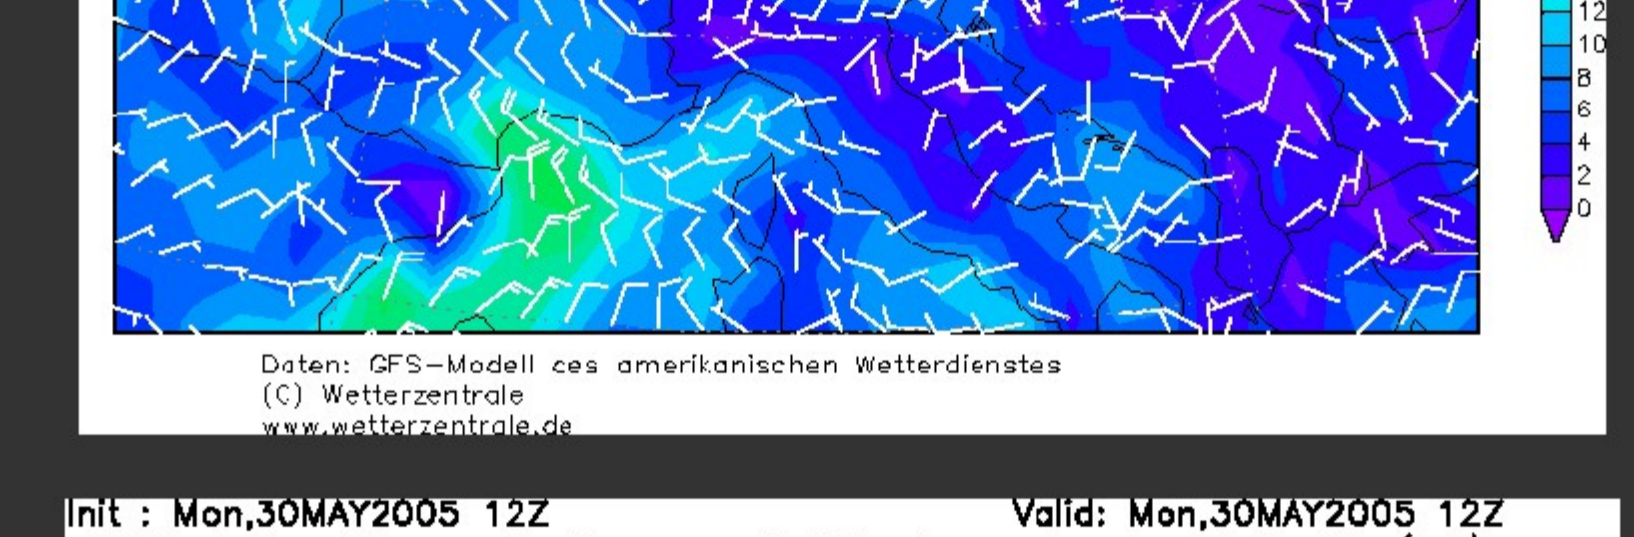 12
10
8
6
4
2
0
Daten: GFS-Modell ces amerikanischen Wetterdienstes
(C) Wetterzentrale
www.wetterzentrale.de
Init : Mon,30MAY2005 12Z Valid: Mon,30MAY2005 12Z